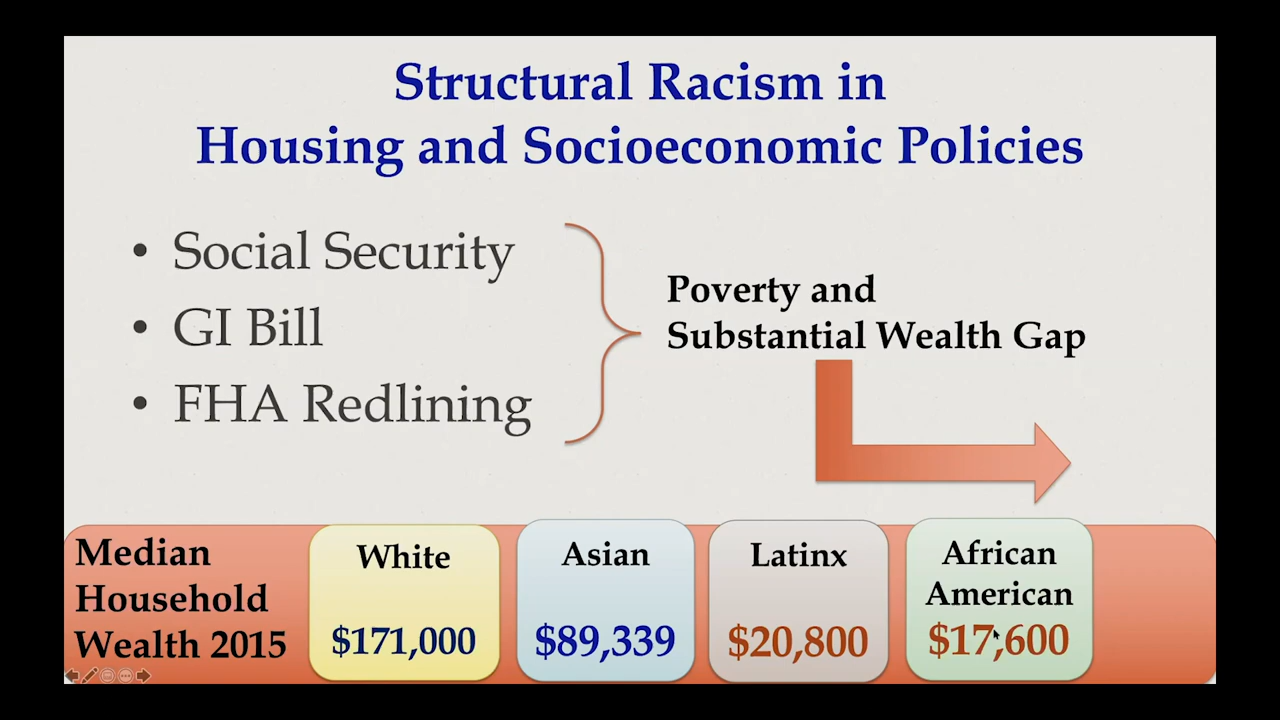 Structural Racism in
Housing and Socioeconomic Policies
• Social Security
• GI Bill
• FHA Redlining
Poverty and
Substantial Wealth Gap
Median
Household
Wealth 2015
White
$171,000
Asian
$89,339
Latinx
$20,800
African
American
$17,600